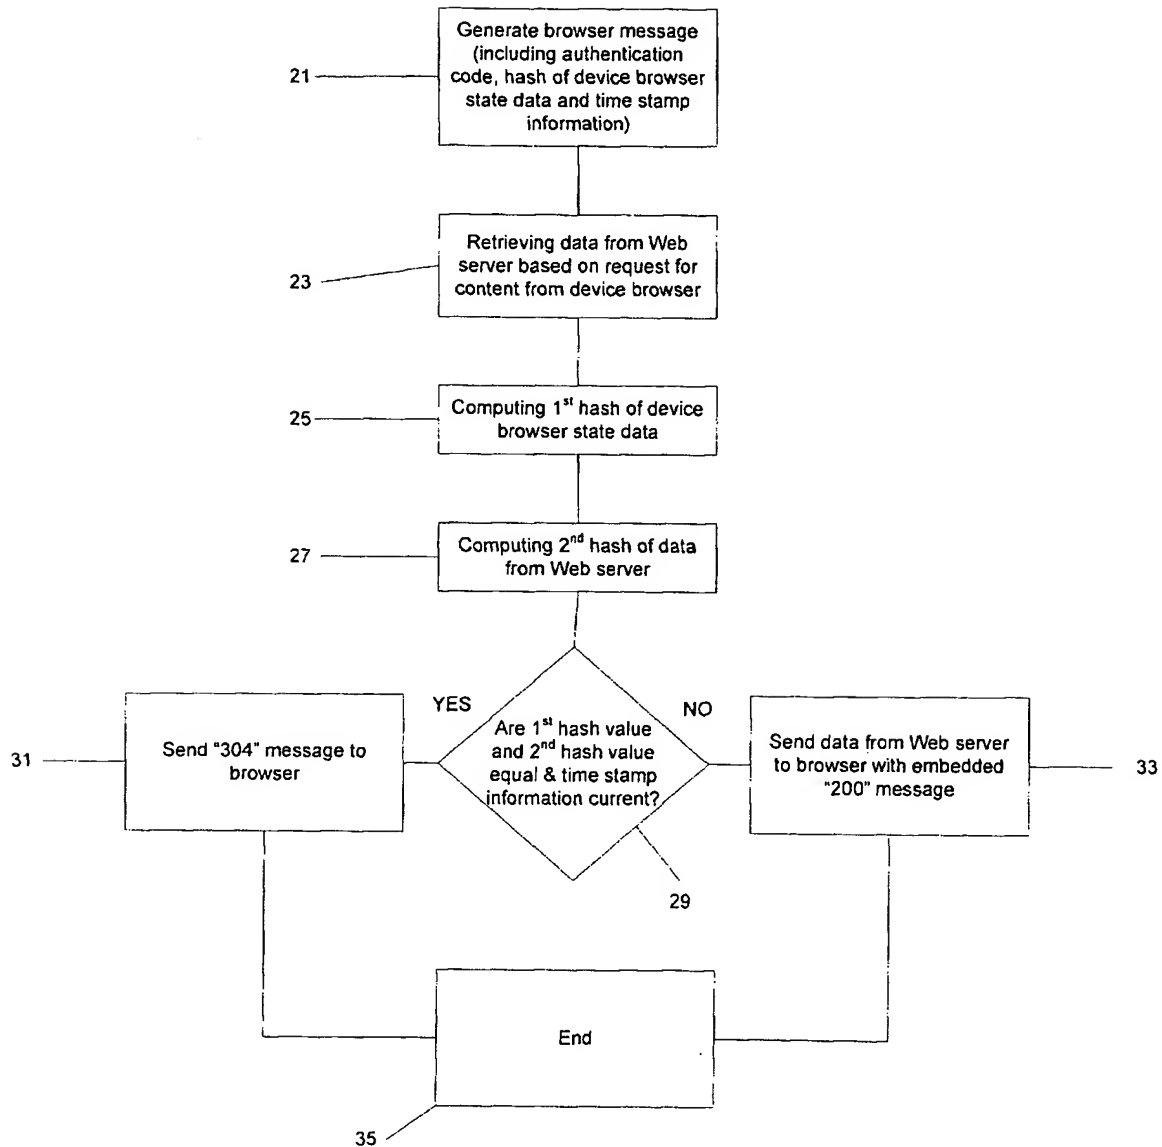 Generate browser message
(including authentication
code, hash of device browser
state data and time stamp
information)
21
Retrieving data from Web
server based on request for
content from device browser
23
Computing 1st hash of device
browser state data
25
Computing 2nd hash of data
from Web server
27
YES
NO
Are 1st hash value
and 2nd hash value
equal & time stamp
information current?
29
Send "304" message to
browser
31
Send data from Web server
to browser with embedded
"200" message
33
End
35